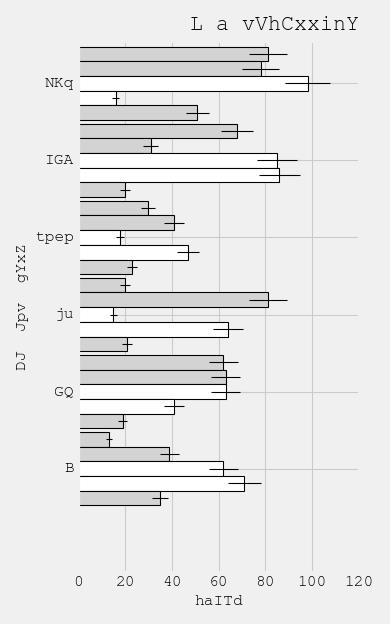 L a vVhCxxinY
NKq
IGA
tpep
ju
GQ
B
DJ Jpv gYxZ
0 20 40 60 80 100 120
haITd